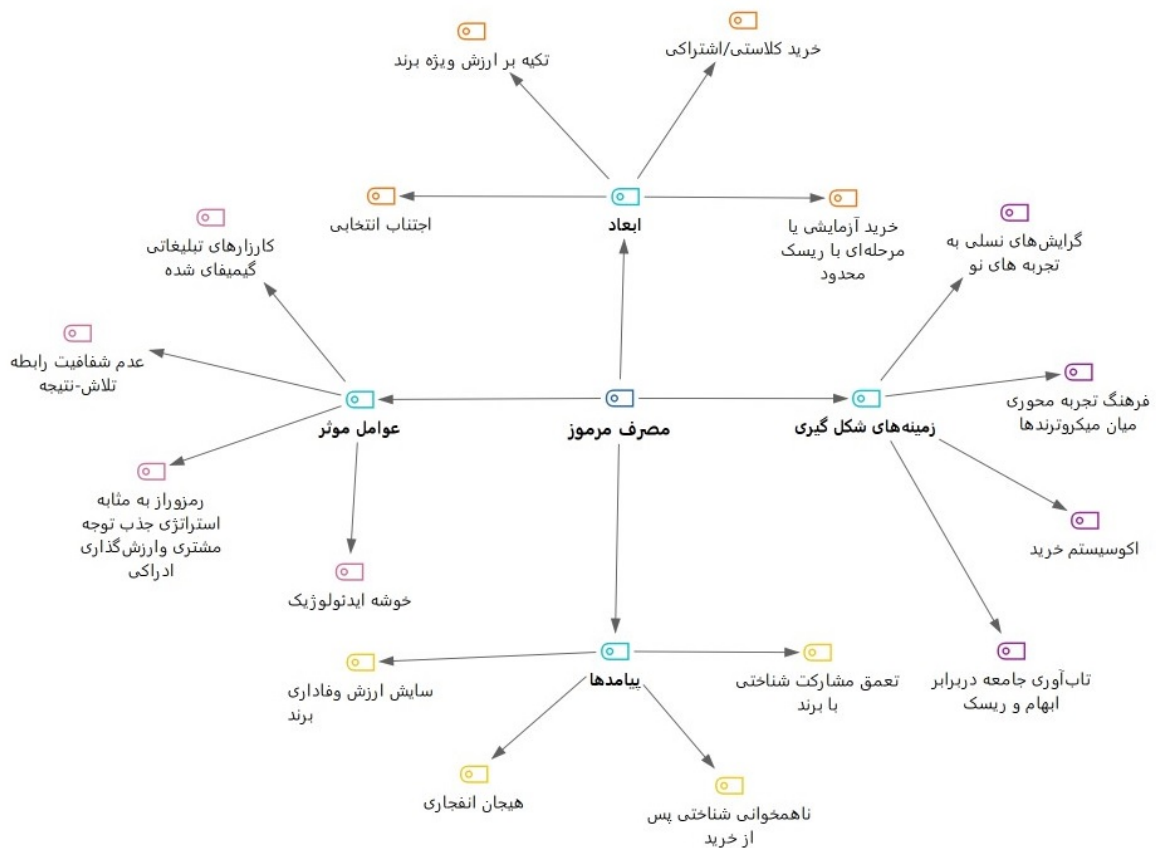 خرید کلاستی/اشتراکی
تکیه بر ارزش ویژه برند
ابعاد
اجتناب انتخابی
خرید آزمایشی یا
مرحله‌ای با ریسک
محدود
گرایش‌های نسلی به
تجربه های نو
کارزارهای تبلیغاتی
گیمیفای شده
عدم شفافیت رابطه
تلاش-نتیجه
فرهنگ تجربه محوری
میان میکروترندها
زمینه‌های شکل گیری
مصرف مرموز
عوامل موثر
رمزوراز به مثابه
استراتژی جذب توجه
مشتری وارزش‌گذاری
ادراکی
اکوسیستم خرید
خوشه ایدئولوژیک
تاب‌آوری جامعه دربرابر
ابهام و ریسک
تعمق مشارکت شناختی
با برند
پیامدها
سایش ارزش وفاداری
برند
هیجان انفجاری
ناهمخوانی شناختی پس
از خرید